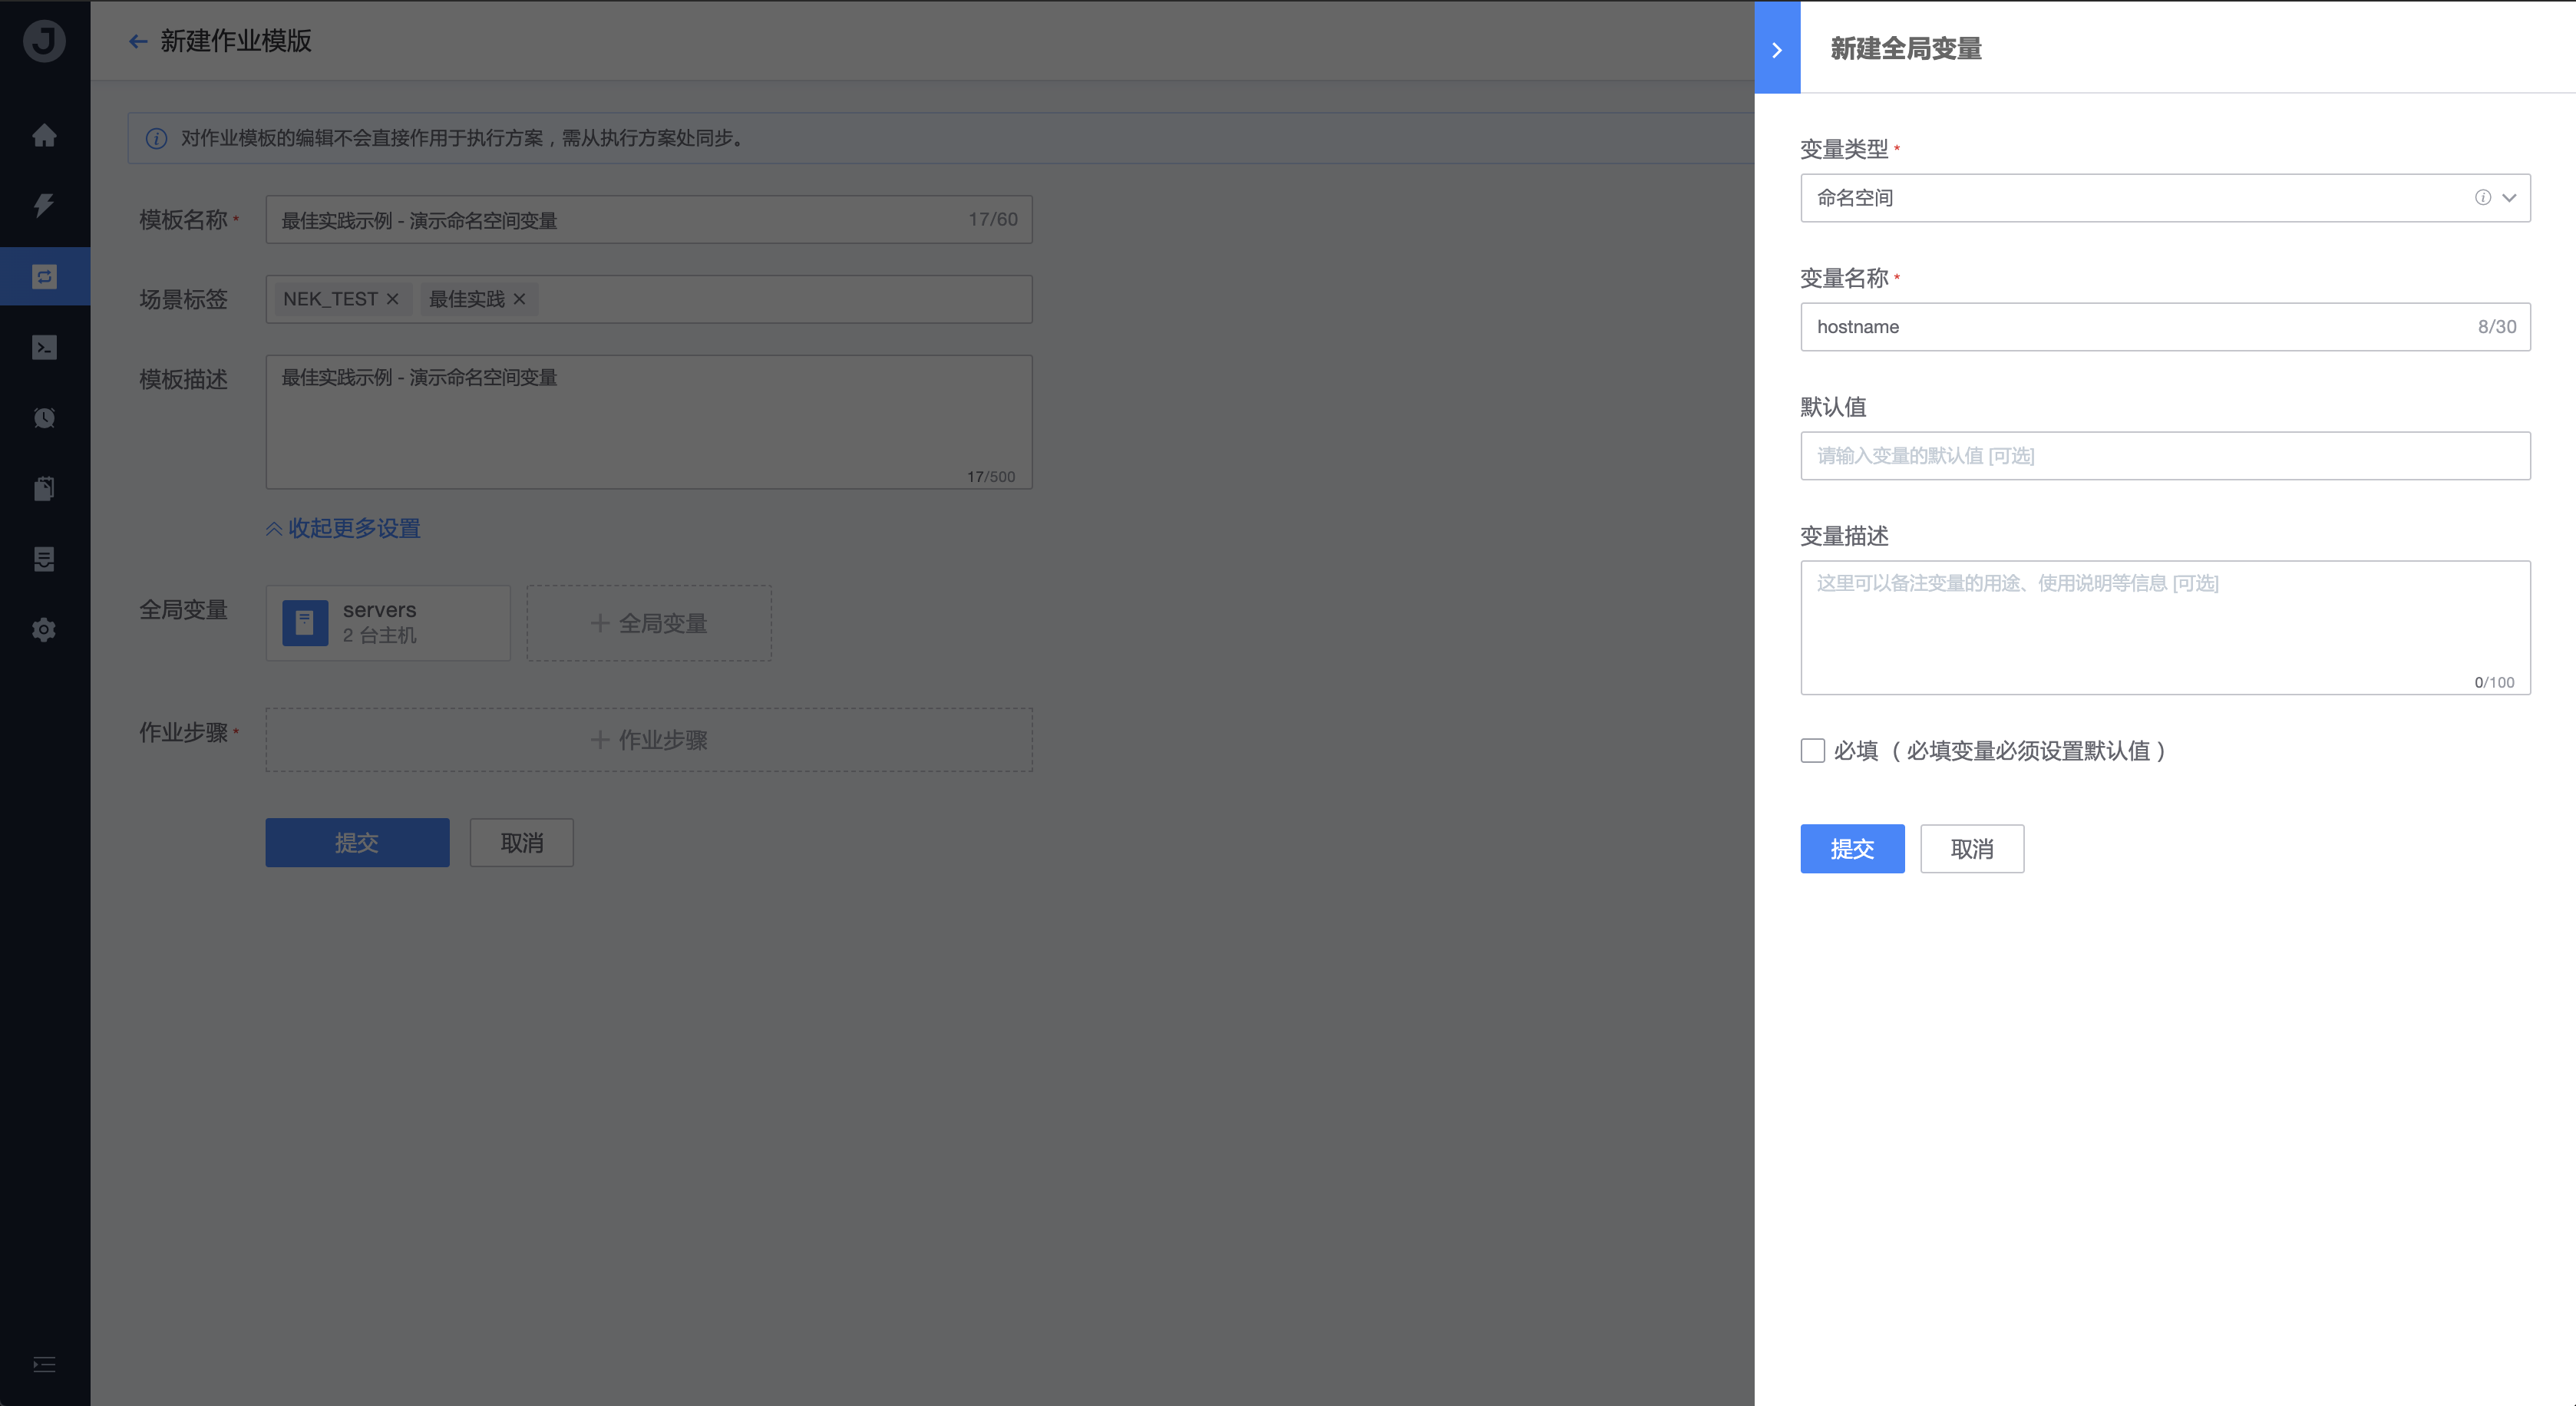 新建作业模版
对作业模板的编辑不会直接作用于执行方案，需从执行方案处同步。
模板名称 *
最佳实践示例 - 演示命名空间变量
17/60
场景标签
NEK_TEST ×
最佳实践 ×
模板描述
最佳实践示例 - 演示命名空间变量
17/500
收起更多设置
全局变量
servers
2 台主机
+ 全局变量
作业步骤 *
+ 作业步骤
提交
取消
新建全局变量
变量类型 *
命名空间
变量名称 *
hostname
8/30
默认值
请输入变量的默认值 [可选]
变量描述
这里可以备注变量的用途、使用说明等信息 [可选]
0/100
必填 （ 必填变量必须设置默认值 ）
提交
取消